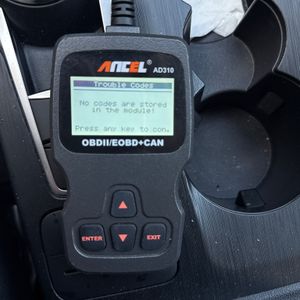 ANCEL
AD310
Trouble Codes
No codes are stored
in the module!
Press any key to con.
OBDII/EOBD+CAN
ENTER
EXIT